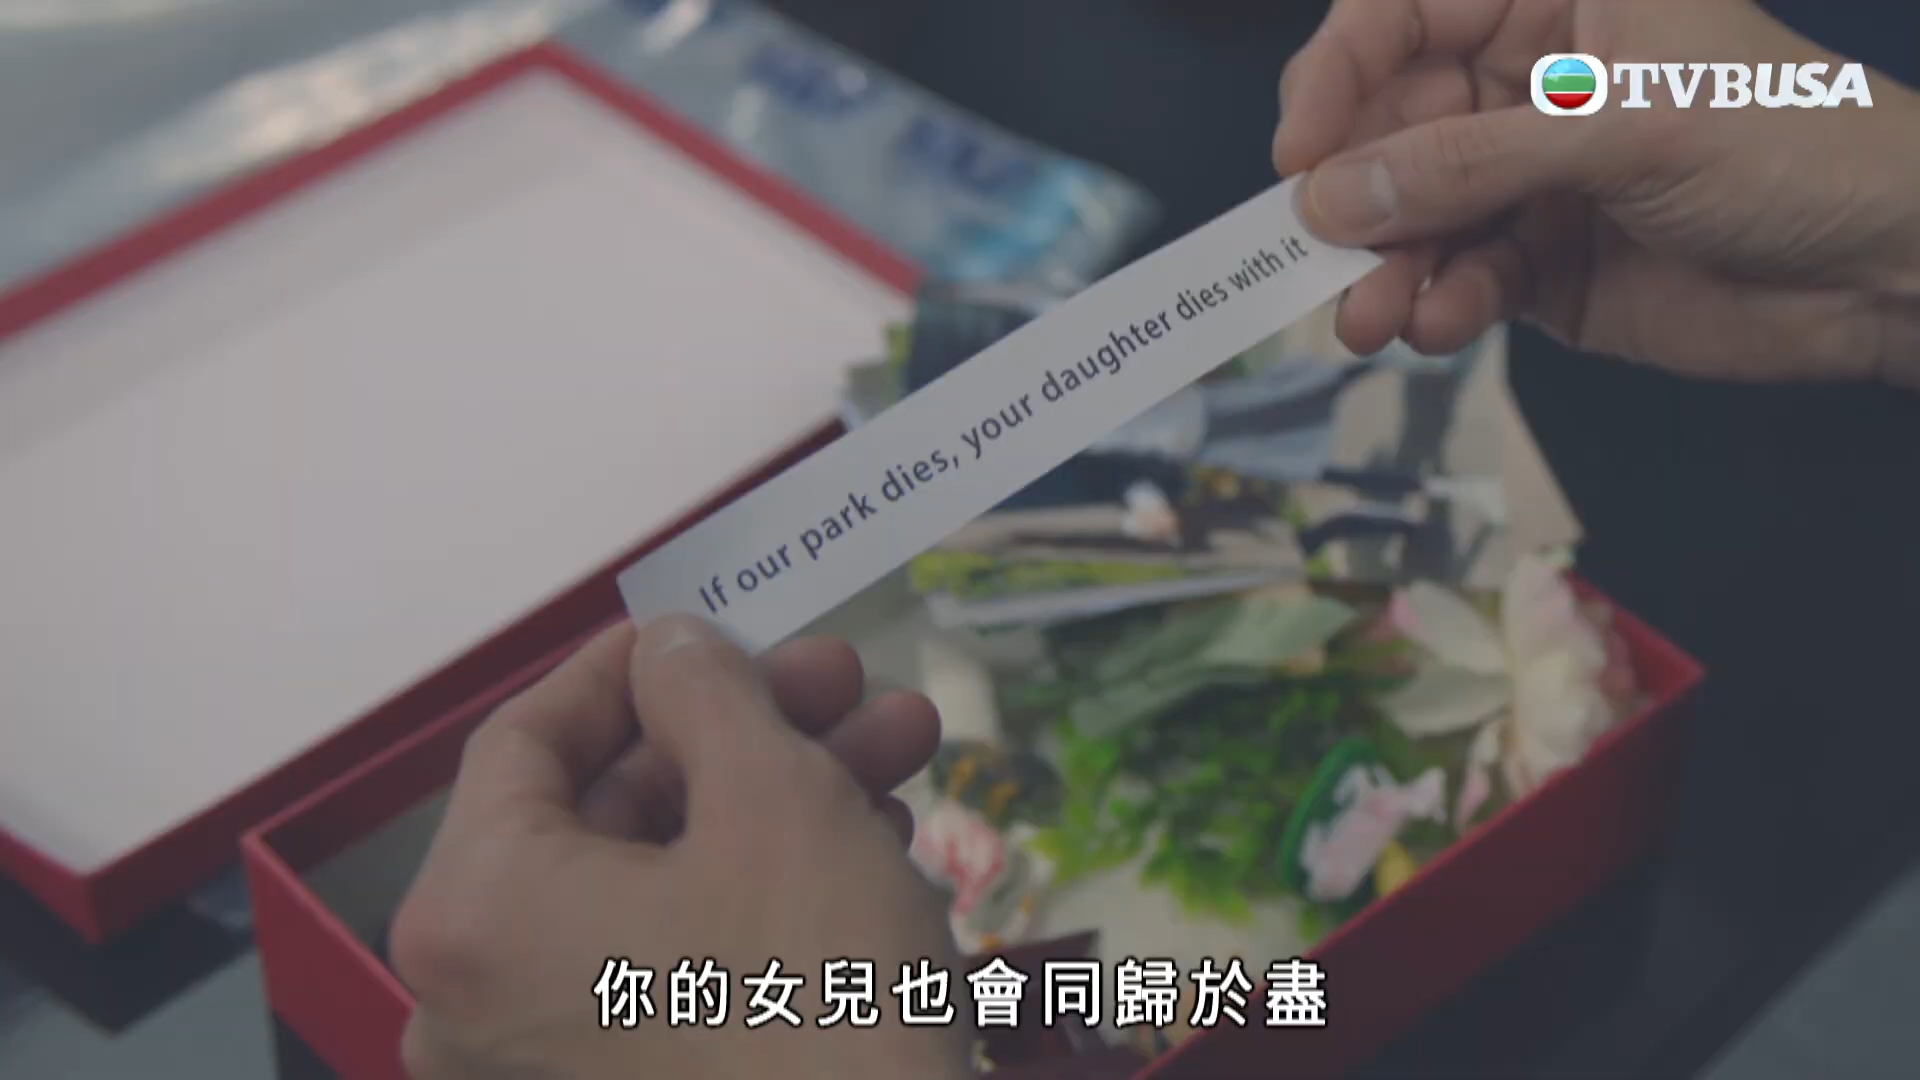 TVBUSA
If our park dies, your daughter dies with it
你的女兒也會同歸於盡